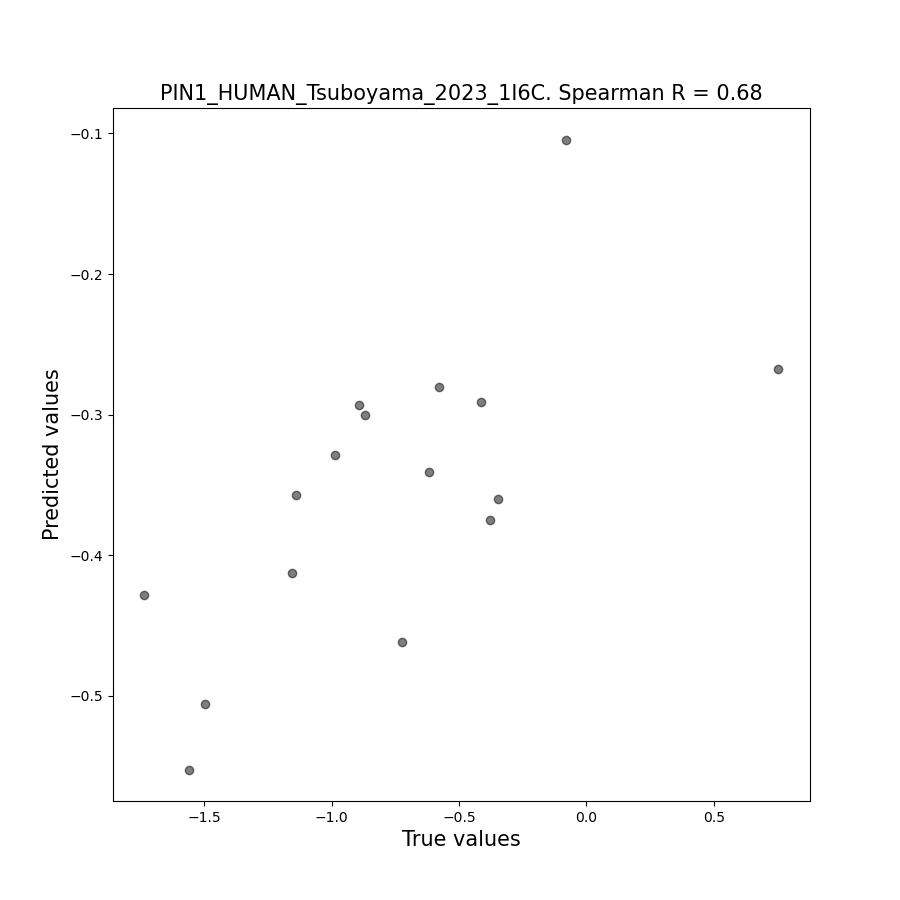 PIN1_HUMAN_Tsuboyama_2023_1I6C. Spearman R = 0.68
−0.1
−0.2
−0.3
−0.4
−0.5
Predicted values
−1.5 −1.0 −0.5 0.0 0.5
True values